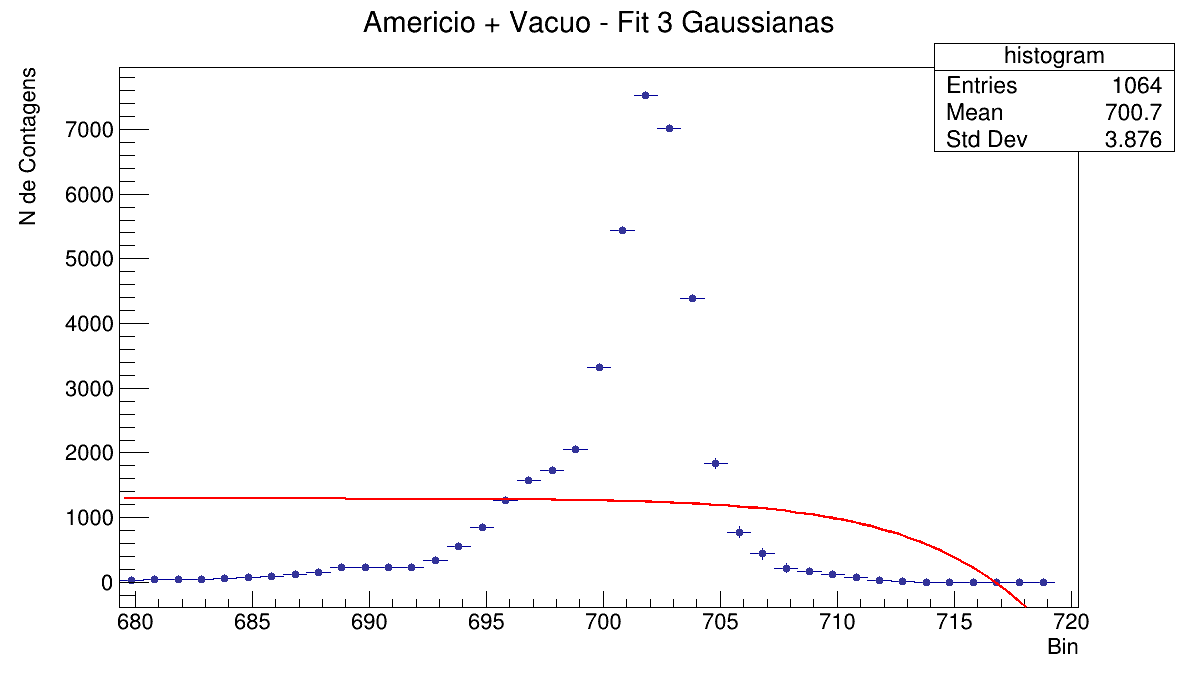 Americio + Vacuo - Fit 3 Gaussianas
histogram
Entries 1064
Mean 700.7
Std Dev 3.876
N de Contagens
7000
6000
5000
4000
3000
2000
1000
0
680 685 690 695 700 705 710 715 720
Bin